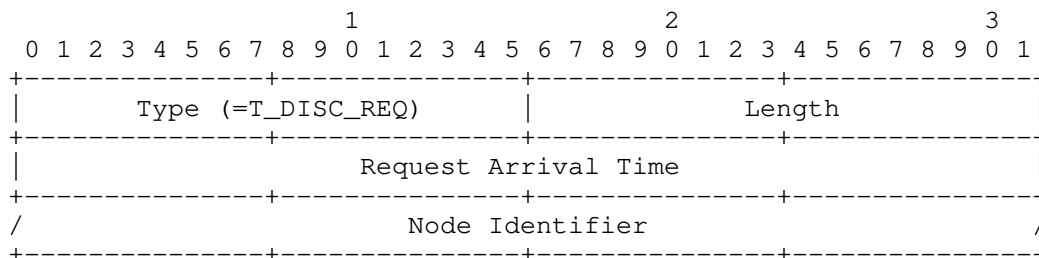 1                   2                   3
 0 1 2 3 4 5 6 7 8 9 0 1 2 3 4 5 6 7 8 9 0 1 2 3 4 5 6 7 8 9 0 1
+---------------+---------------+---------------+---------------
|       Type (=T_DISC_REQ)      |             Length
+---------------+---------------+---------------+---------------
|                     Request Arrival Time
+---------------+---------------+---------------+---------------
/                        Node Identifier                       /
+---------------+---------------+---------------+---------------